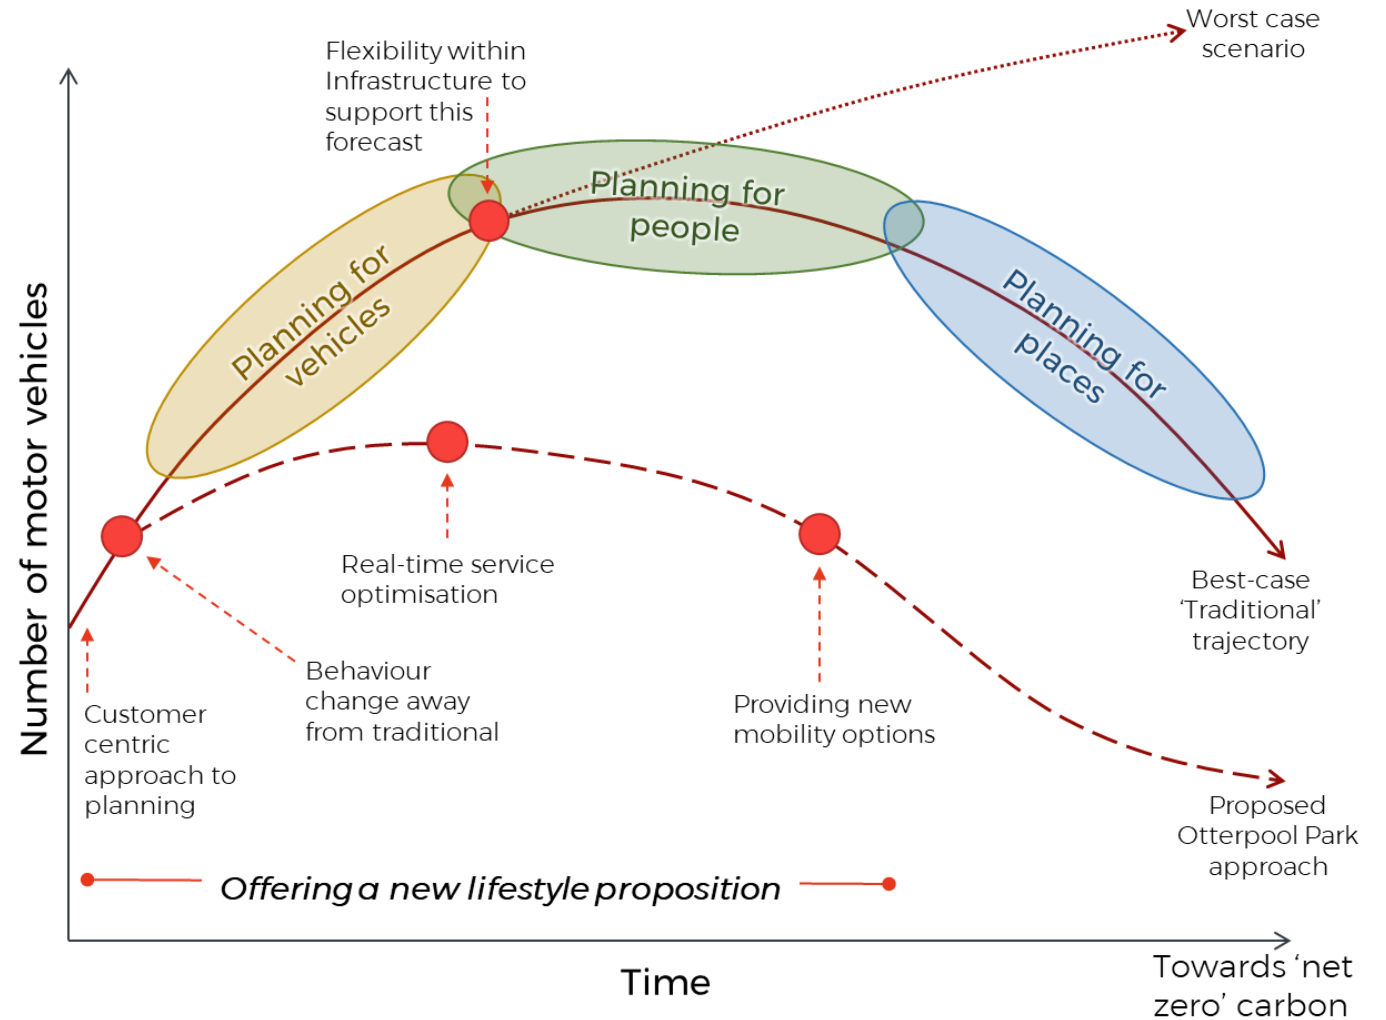 Worst case
scenario
Flexibility within
Infrastructure to
support this
forecast
Planning for
people
Planning for
vehicles
Planning for
places
Number of motor vehicles
Real-time service
optimisation
Best-case
‘Traditional’
trajectory
Behaviour
change away
from traditional
Customer
centric
approach to
planning
Providing new
mobility options
Proposed
Otterpool Park
approach
Offering a new lifestyle proposition
Time
Towards ‘net
zero’ carbon